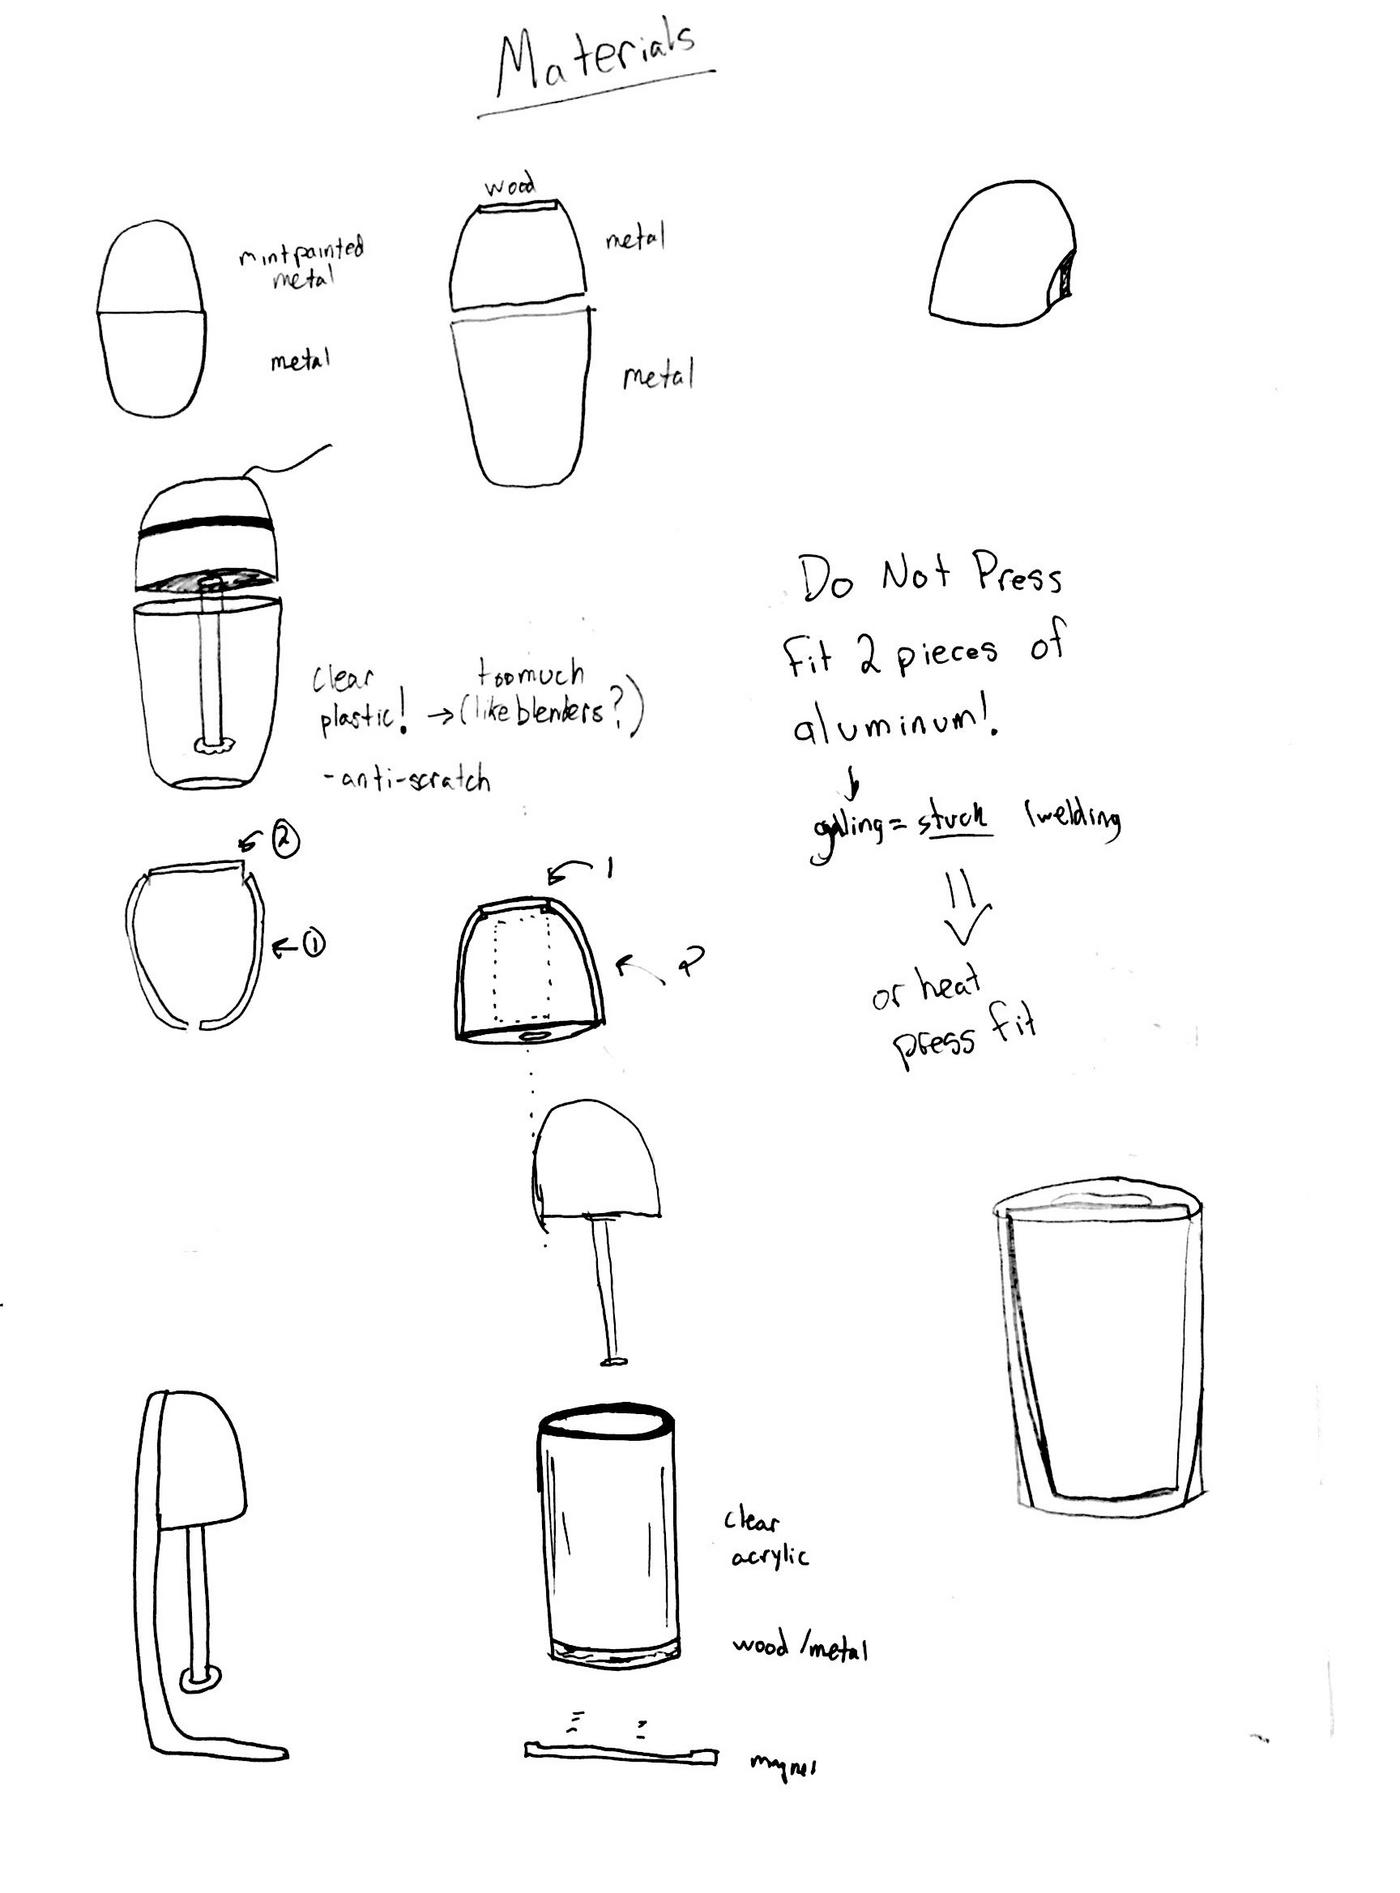 Materials
wood
mint painted
metal
metal
metal
metal
clear
plastic! → (like blenders?)
too much
-anti-scratch
Do Not Press
Fit 2 pieces of
aluminum!
galling = stuck /welding
or heat
press fit
2
1
1
2
clear
acrylic
wood/metal